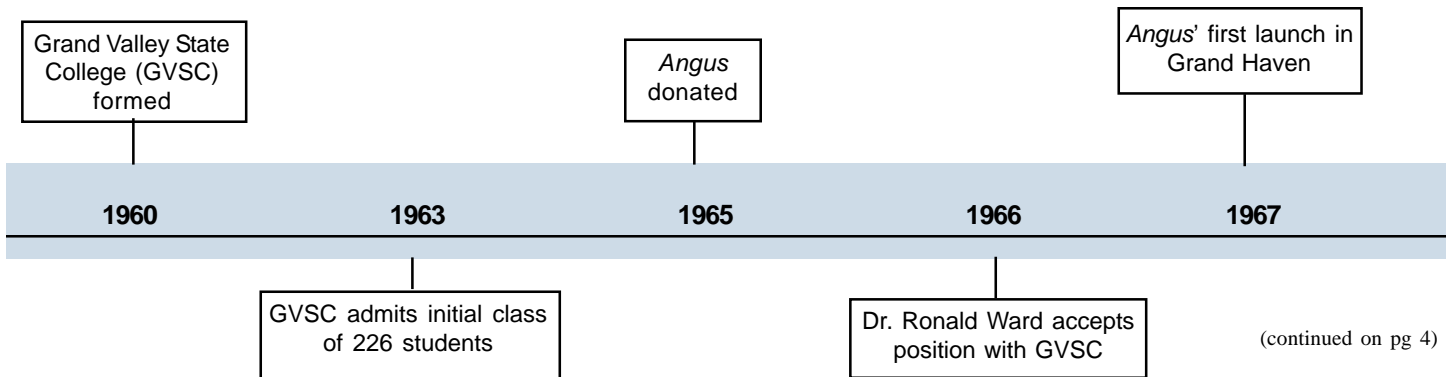 Grand Valley State
College (GVSC)
formed
Angus
donated
Angus’ first launch in
Grand Haven
1960
1963
1965
1966
1967
GVSC admits initial class
of 226 students
Dr. Ronald Ward accepts
position with GVSC
(continued on pg 4)